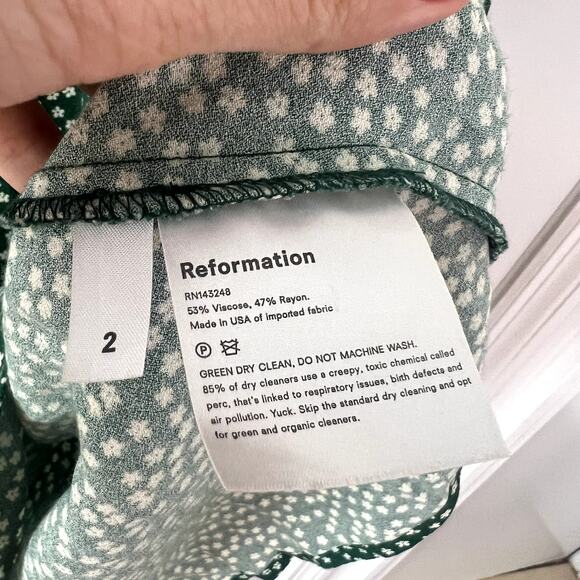 2
Reformation
RN143248
53% Viscose, 47% Rayon.
Made in USA of imported fabric
P
GREEN DRY CLEAN, DO NOT MACHINE WASH.
85% of dry cleaners use a creepy, toxic chemical called
perc, that's linked to respiratory issues, birth defects and
air pollution. Yuck. Skip the standard dry cleaning and opt
for green and organic cleaners.